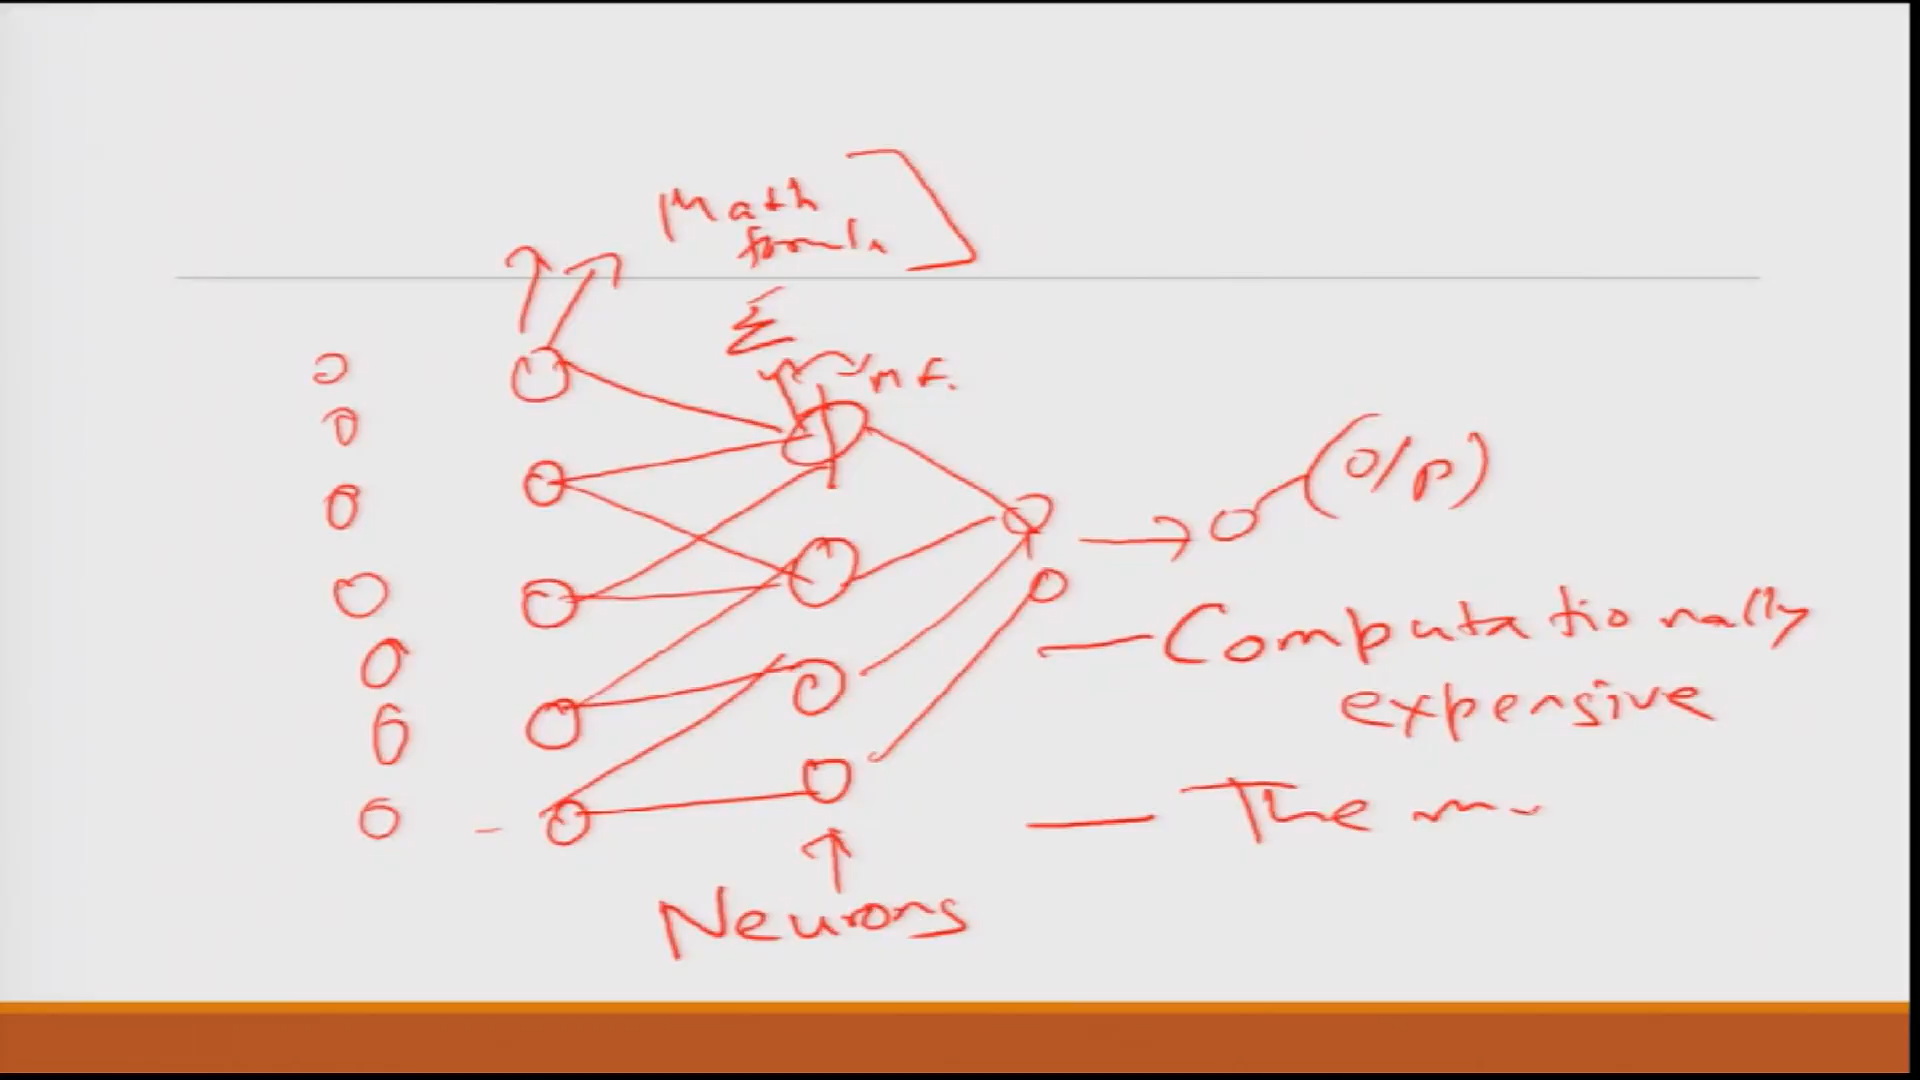 Math
formula
Σ
n f.
(O/P)
Computationally
expensive
The
Neurons